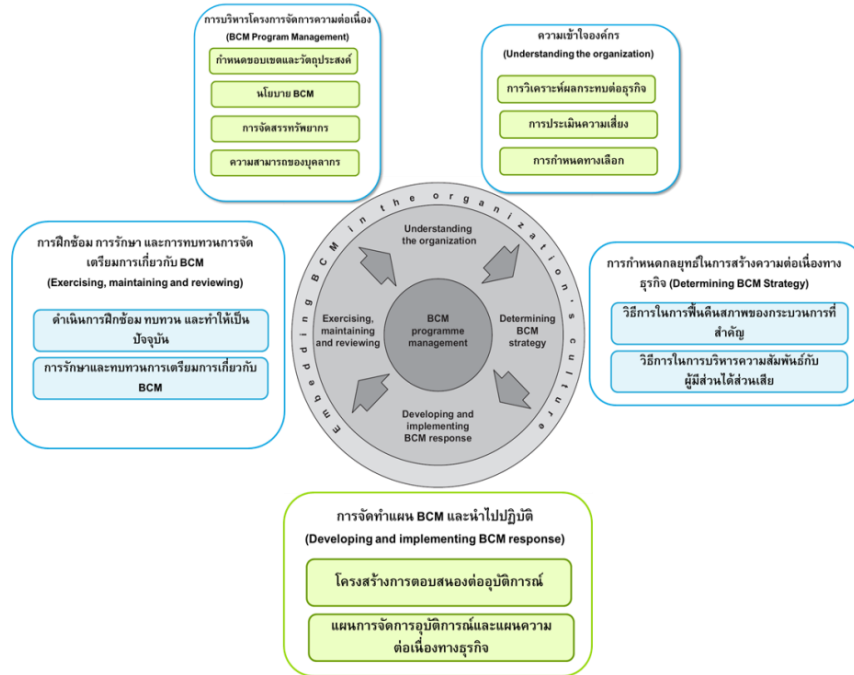 การบริหารโครงการจัดการความต่อเนื่อง
(BCM Program Management)
กำหนดขอบเขตและวัตถุประสงค์
นโยบาย BCM
การจัดสรรทรัพยากร
ความสามารถของบุคลากร
ความเข้าใจองค์กร
(Understanding the organization)
การวิเคราะห์ผลกระทบต่อธุรกิจ
การประเมินความเสี่ยง
การกำหนดทางเลือก
Embedding BCM in the organization's culture
Understanding
the organization
การฝึกซ้อม การรักษา และการทบทวนการจัด
เตรียมการเกี่ยวกับ BCM
(Exercising, maintaining and reviewing)
ดำเนินการฝึกซ้อม ทบทวน และทำให้เป็น
ปัจจุบัน
การรักษาและทบทวนการเตรียมการเกี่ยวกับ
BCM
Exercising,
maintaining
and reviewing
BCM
programme
management
Determining
BCM
strategy
Developing and
implementing
BCM response
การกำหนดกลยุทธ์ในการสร้างความต่อเนื่องทาง
ธุรกิจ (Determining BCM Strategy)
วิธีการในการฟื้นคืนสภาพของกระบวนการที่
สำคัญ
วิธีการในการบริหารความสัมพันธ์กับ
ผู้มีส่วนได้ส่วนเสีย
การจัดทำแผน BCM และนำไปปฏิบัติ
(Developing and implementing BCM response)
โครงสร้างการตอบสนองต่ออุบัติการณ์
แผนการจัดการอุบัติการณ์และแผนความ
ต่อเนื่องทางธุรกิจ